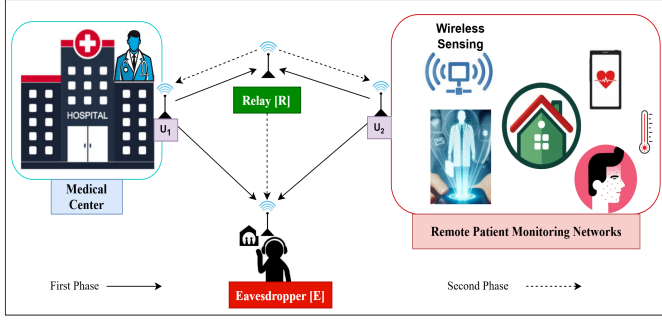 Wireless
Sensing
HOSPITAL
Relay [R]
U1
U2
Medical
Center
Remote Patient Monitoring Networks
First Phase
Eavesdropper [E]
Second Phase